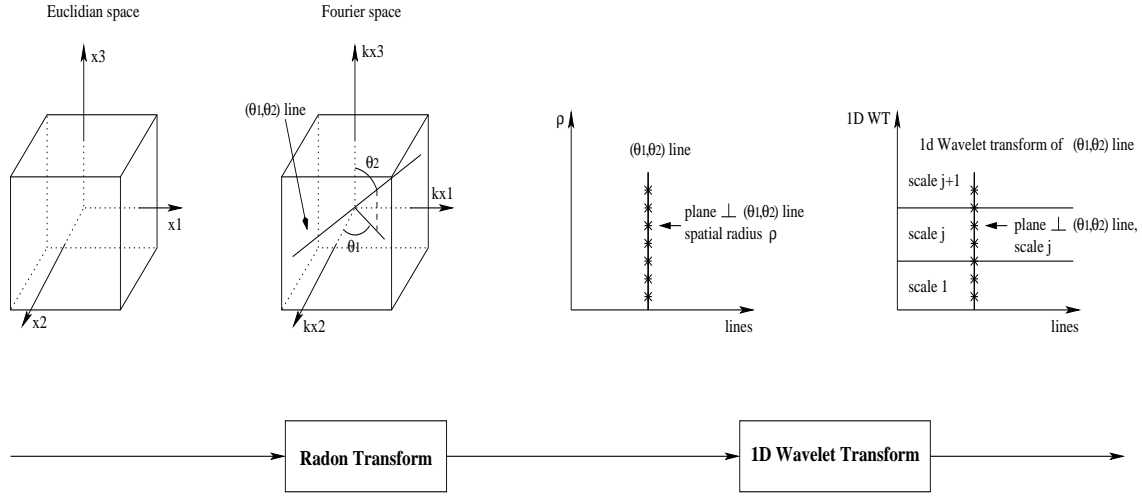 Euclidian space
x3
x1
x2
Fourier space
kx3
(θ1,θ2) line
θ2
kx1
θ1
kx2
ρ
(θ1,θ2) line
plane ⊥ (θ1,θ2) line
spatial radius ρ
lines
1D WT
1d Wavelet transform of (θ1,θ2) line
scale j+1
scale j
plane ⊥ (θ1,θ2) line,
scale j
scale 1
lines
Radon Transform
1D Wavelet Transform